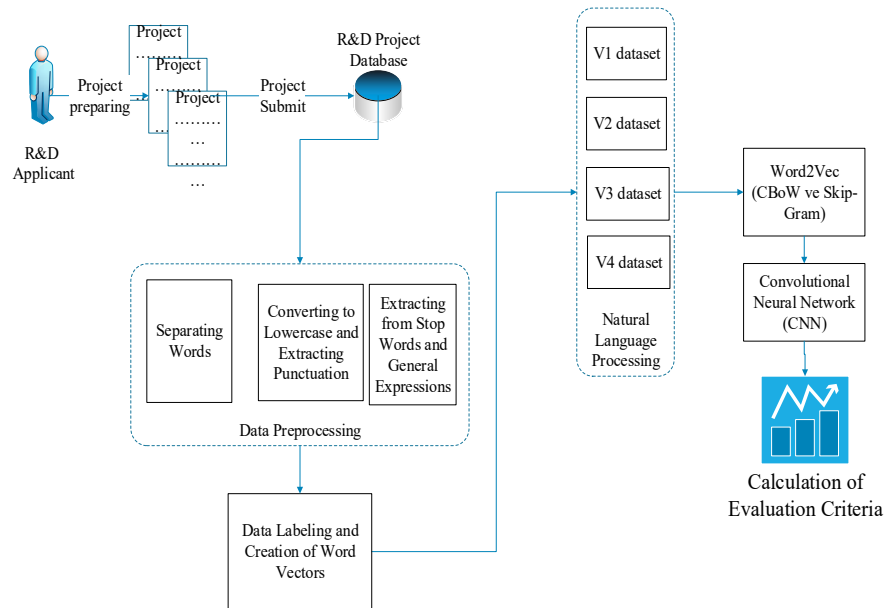 Project
.........
Project
...
Project
.........
...
.........
...
Project
preparing
R&D
Applicant
Project
Submit
R&D Project
Database
Separating
Words
Converting to
Lowercase and
Extracting
Punctuation
Extracting
from Stop
Words and
General
Expressions
Data Preprocessing
Data Labeling and
Creation of Word
Vectors
V1 dataset
V2 dataset
V3 dataset
V4 dataset
Natural
Language
Processing
Word2Vec
(CBoW ve Skip-
Gram)
Convolutional
Neural Network
(CNN)
Calculation of
Evaluation Criteria